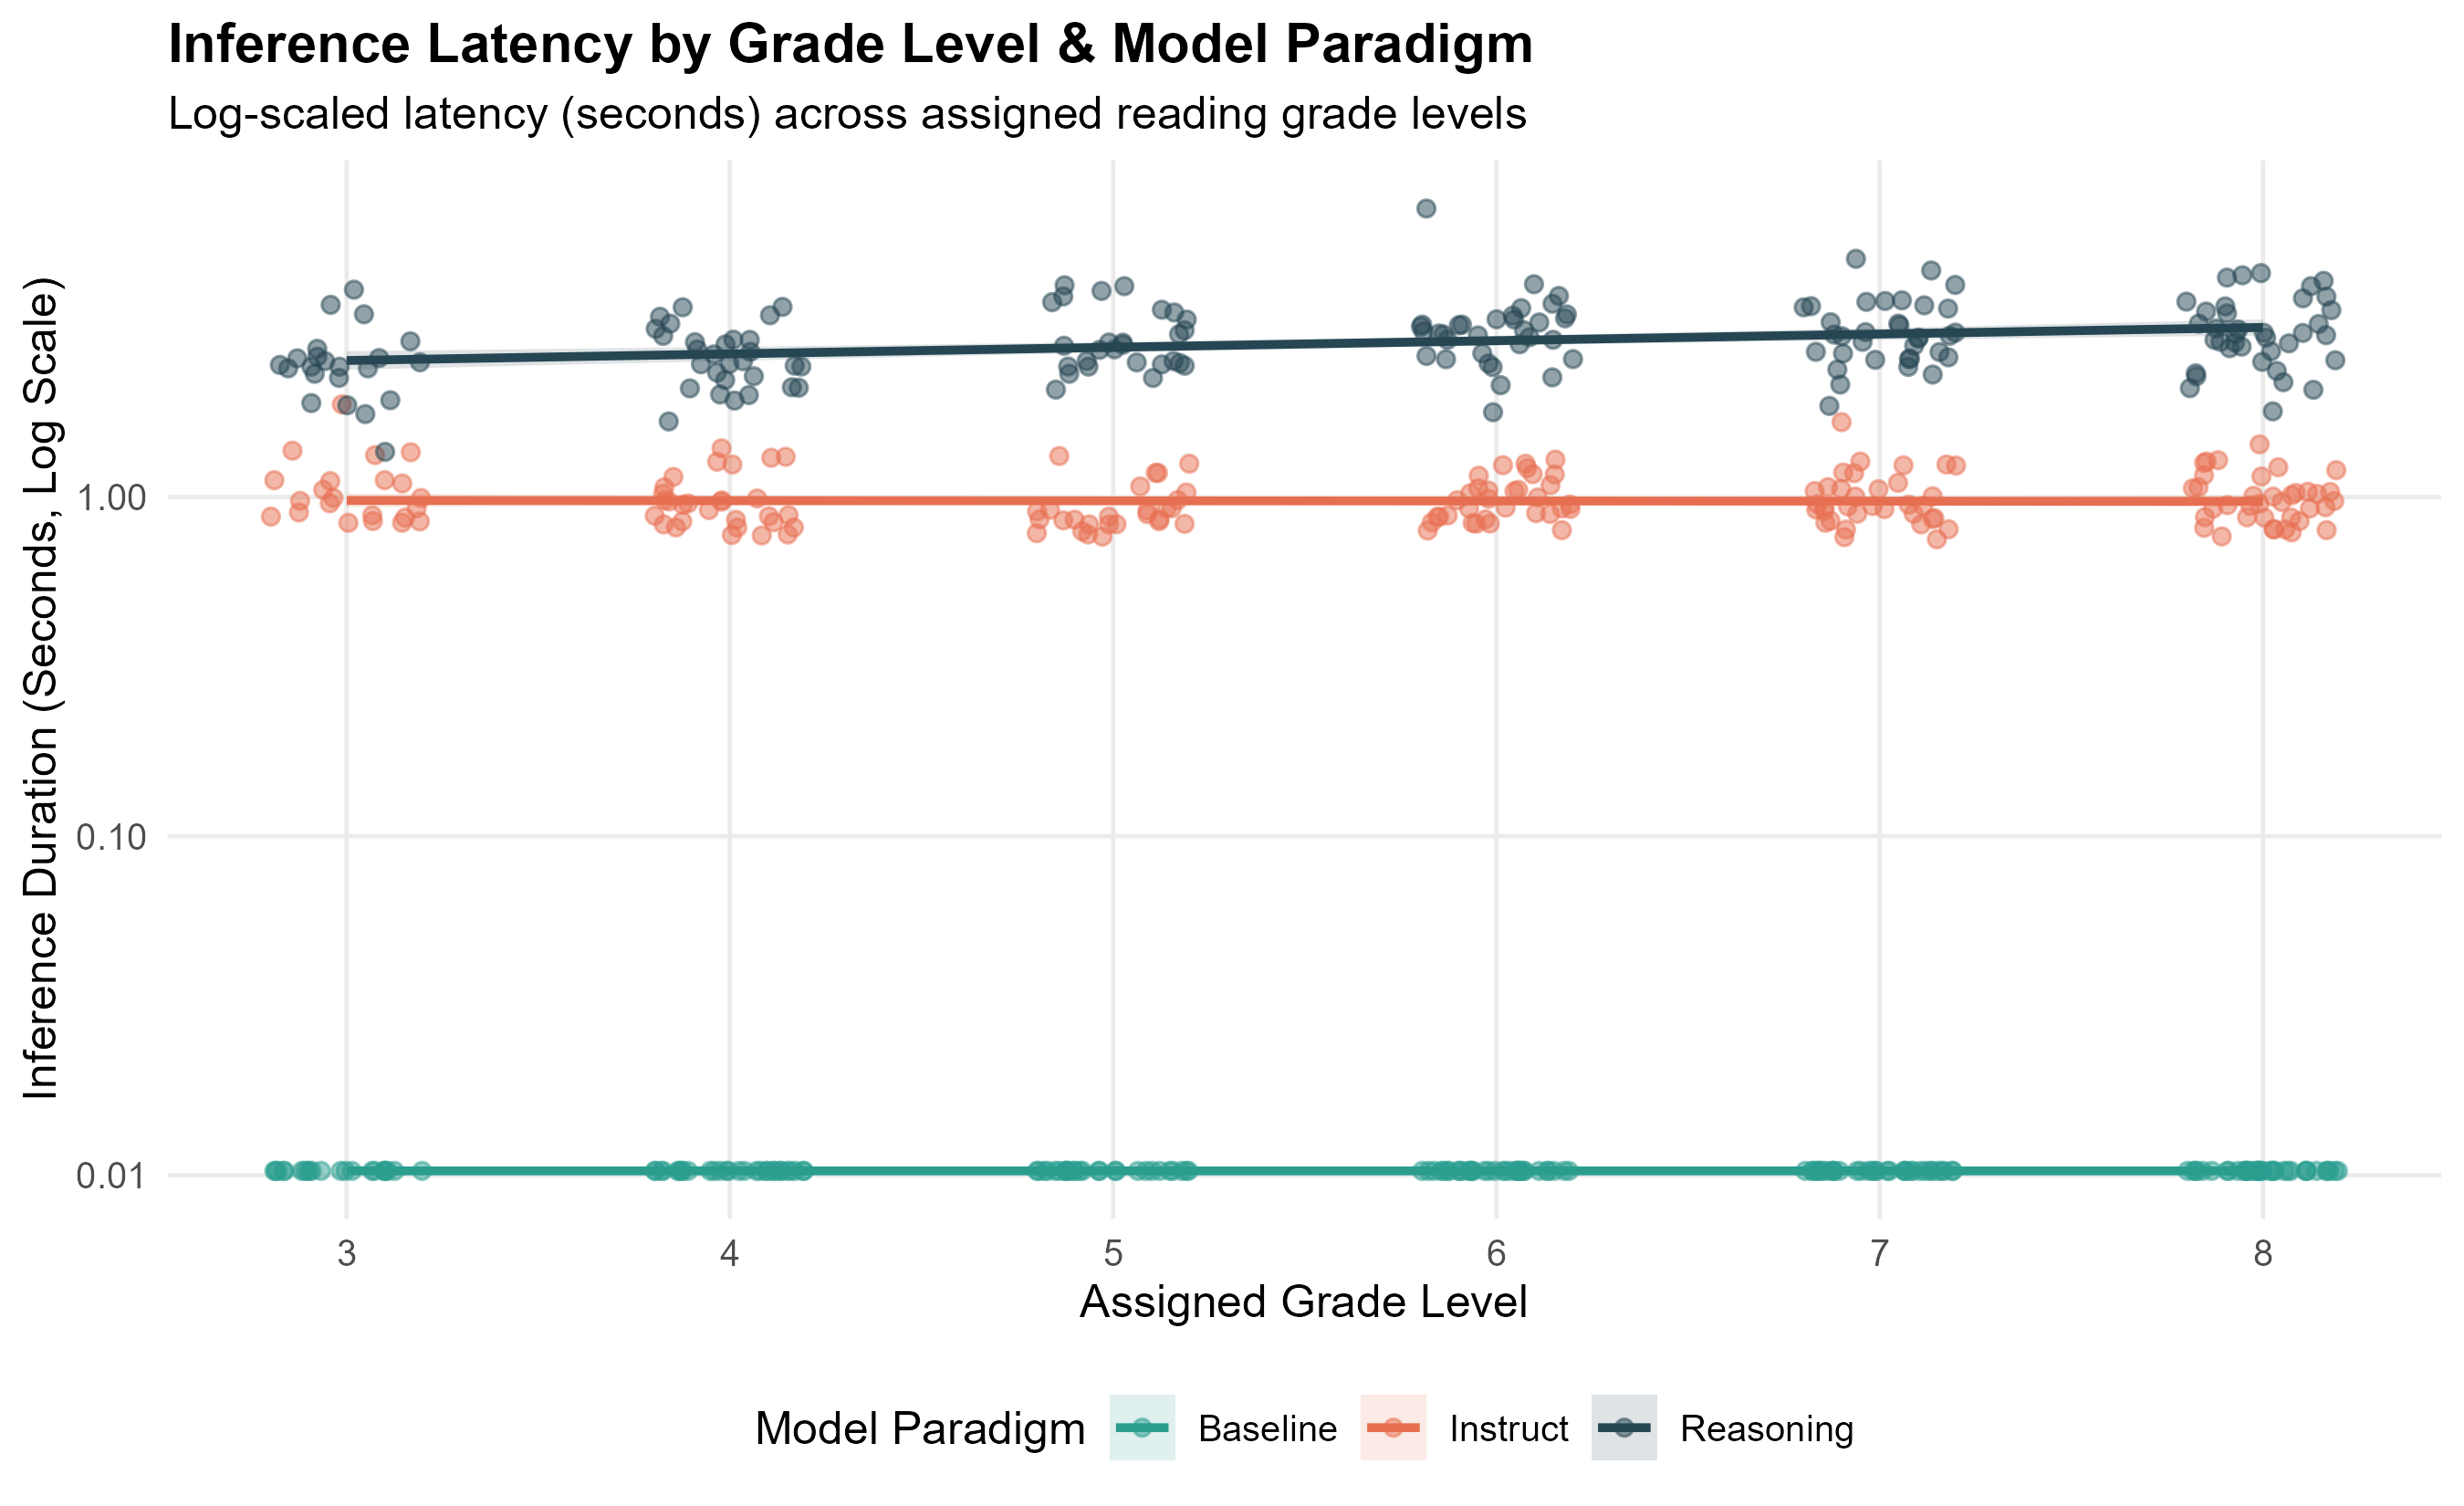 Inference Latency by Grade Level & Model Paradigm
Log-scaled latency (seconds) across assigned reading grade levels
Inference Duration (Seconds, Log Scale)
1.00
0.10
0.01
3 4 5 6 7 8
Assigned Grade Level
Model Paradigm Baseline Instruct Reasoning